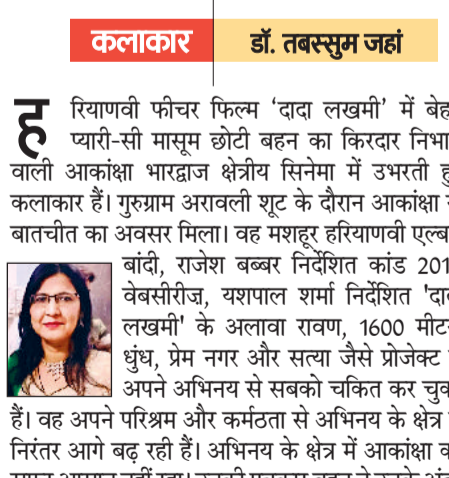 कलाकार डॉ. तबस्सुम जहां
हरियाणवी फीचर फिल्म ‘दादा लखमी’ में
प्यारी-सी मासूम छोटी बहन का किरदार
वाली आकांक्षा भारद्वाज क्षेत्रीय सिनेमा में उभरती
कलाकार हैं। गुरुग्राम अरावली शूट के दौरान आकांक्षा
बातचीत का अवसर मिला। वह मशहूर हरियाणवी
बांदी, राजेश बब्बर निर्देशित कांड
वेबसीरीज, यशपाल शर्मा निर्देशित
लखमी' के अलावा रावण, 1600
धुंध, प्रेम नगर और सत्या जैसे प्रोजेक्ट
अपने अभिनय से सबको चकित कर
हैं। वह अपने परिश्रम और कर्मठता से अभिनय के क्षेत्र
निरंतर आगे बढ़ रही हैं। अभिनय के क्षेत्र में आकांक्षा